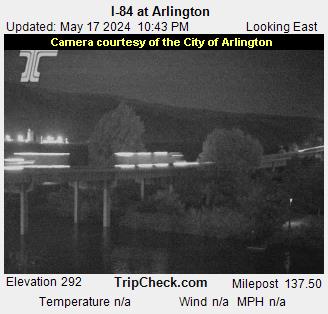 I-84 at Arlington
Updated: May 17 2024 10:43 PM Looking East
Camera courtesy of the City of Arlington
Elevation 292 TripCheck.com Milepost 137.50
Temperature n/a Wind n/a MPH n/a